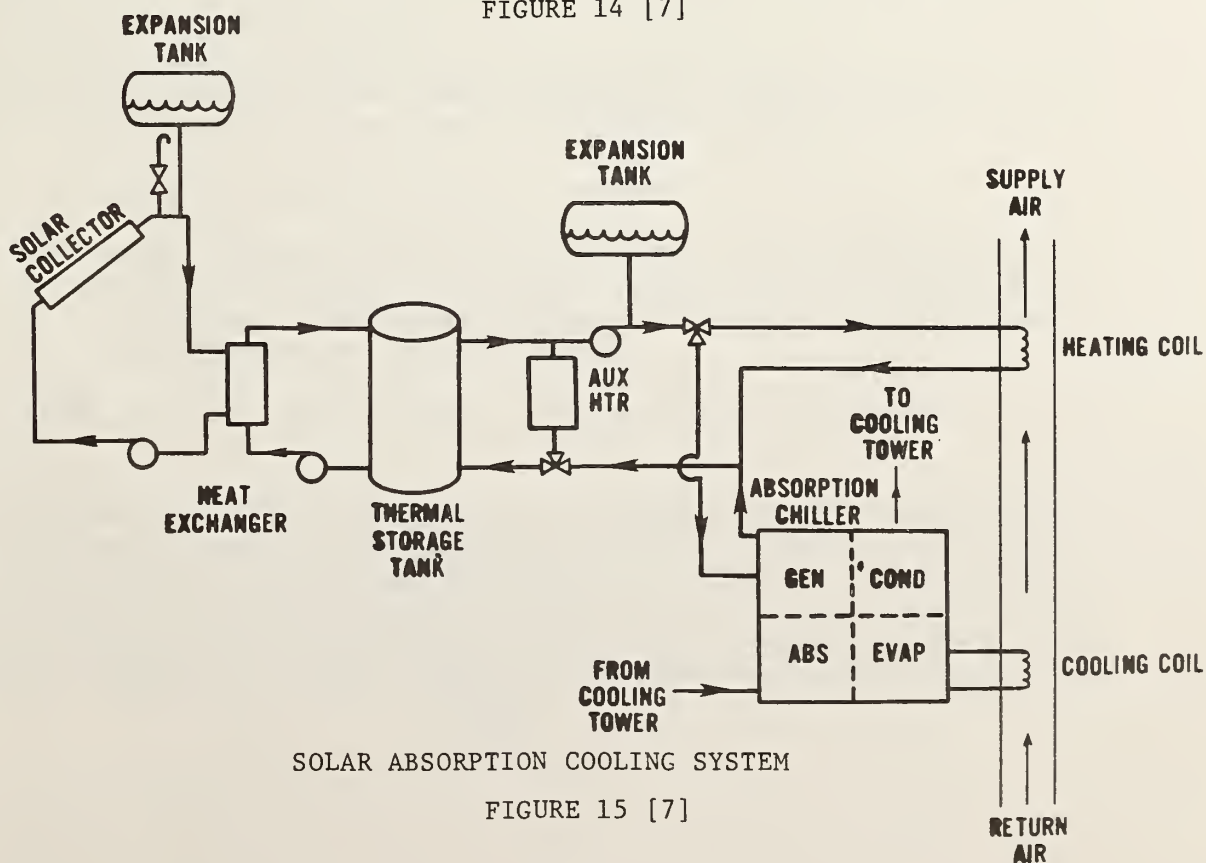 FIGURE 14 [7]
EXPANSION
TANK
EXPANSION
TANK
SUPPLY
AIR
SOLAR
COLLECTOR
HEATING COIL
AUX
HTR
TO
COOLING
TOWER
HEAT
EXCHANGER
THERMAL
STORAGE
TANK
ABSORPTION
CHILLER
GEN
COND
ABS
EVAP
FROM
COOLING
TOWER
COOLING COIL
SOLAR ABSORPTION COOLING SYSTEM
FIGURE 15 [7]
RETURN
AIR